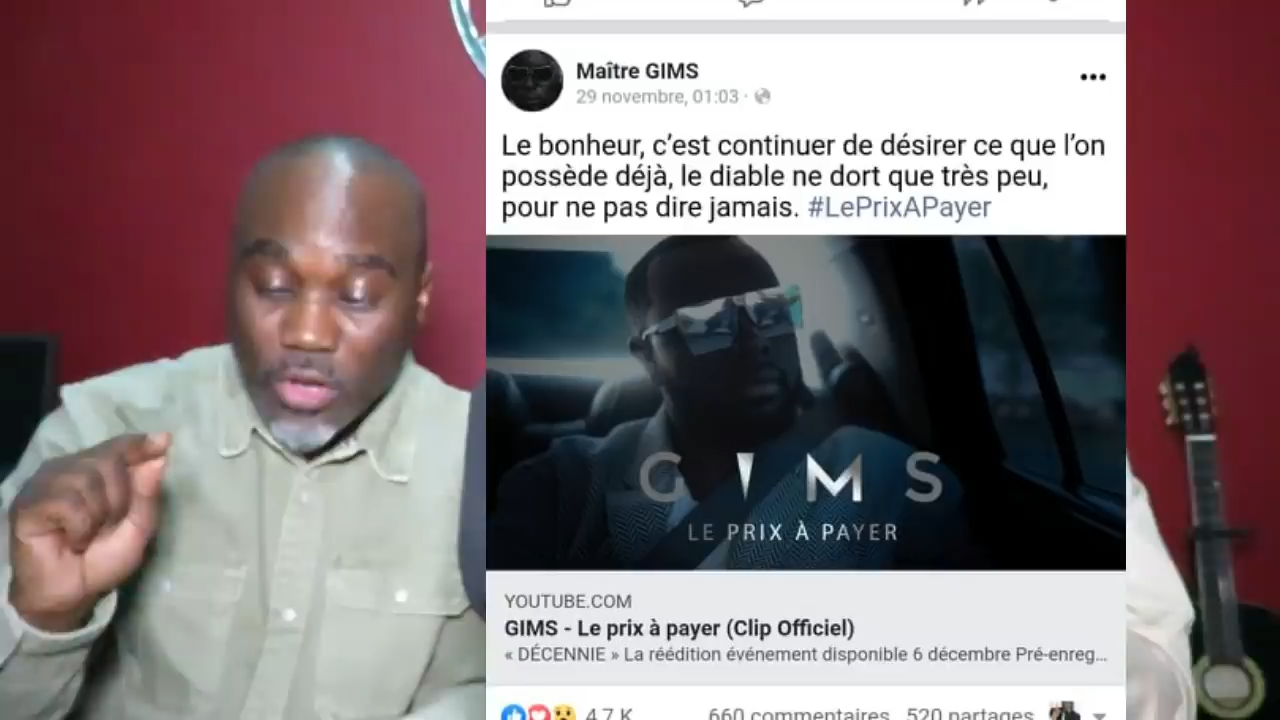 Maître GIMS
29 novembre, 01:03 ·
Le bonheur, c’est continuer de désirer ce que l’on
possède déjà, le diable ne dort que très peu,
pour ne pas dire jamais. #LePrixAPayer
GIMS
LE PRIX À PAYER
YOUTUBE.COM
GIMS - Le prix à payer (Clip Officiel)
« DÉCENNIE » La réédition événement disponible 6 décembre Pré-enreg...
4,7 K 660 commentaires 520 partages